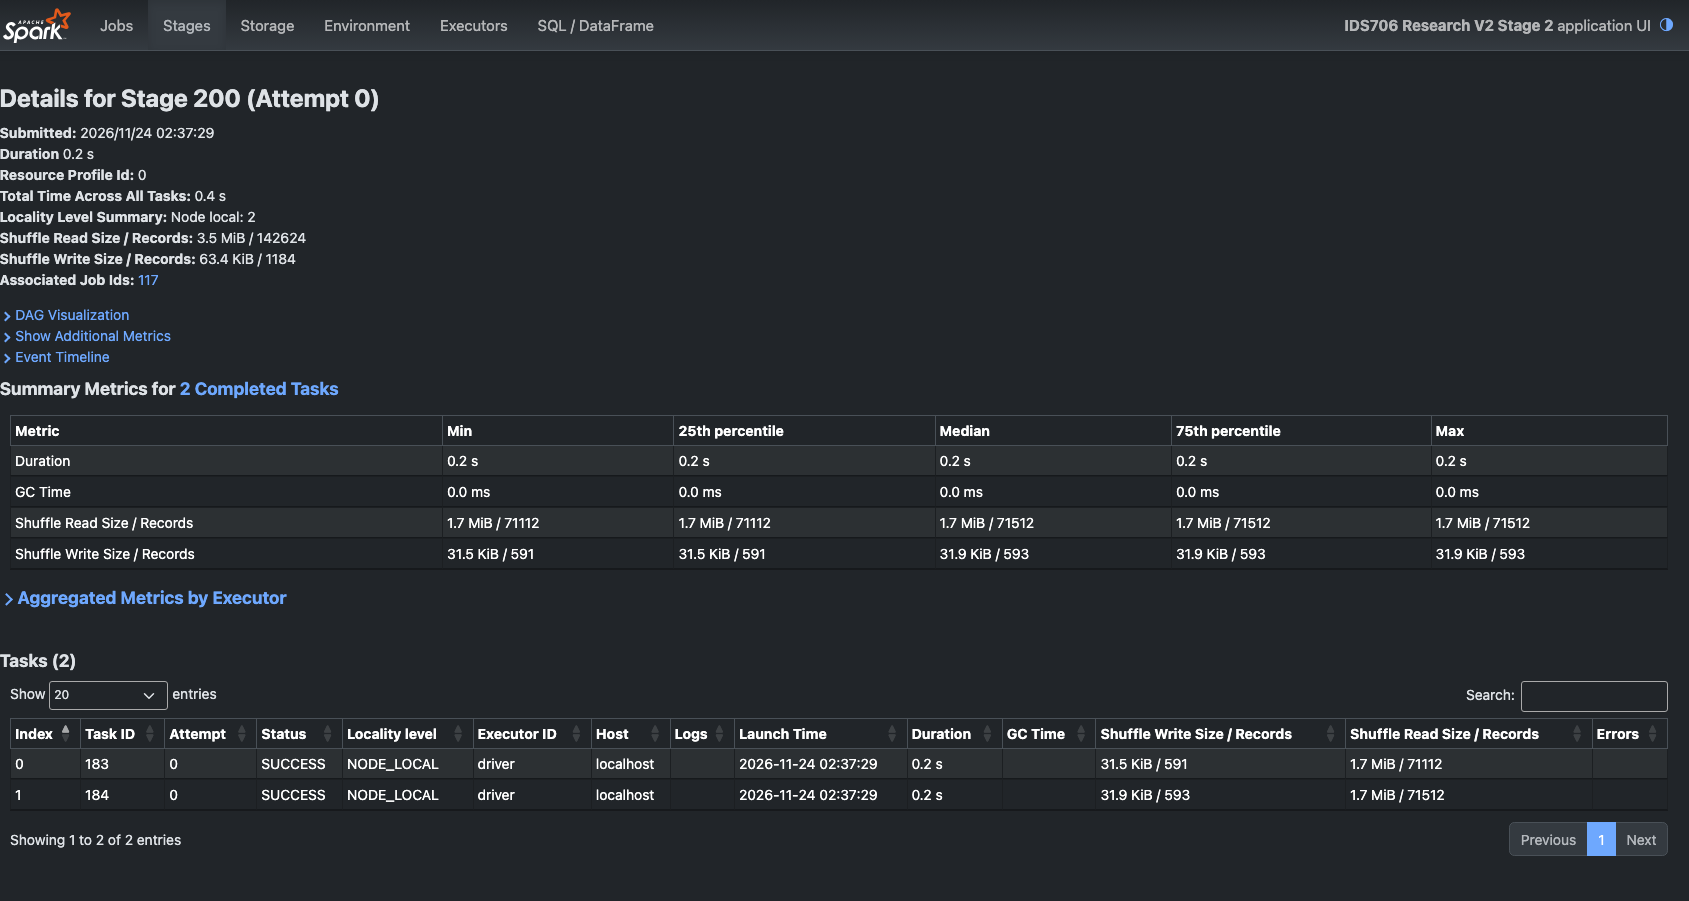 APACHE Spark Jobs Stages Storage Environment Executors SQL / DataFrame IDS706 Research V2 Stage 2 application UI
Details for Stage 200 (Attempt 0)
Submitted: 2026/11/24 02:37:29
Duration 0.2 s
Resource Profile Id: 0
Total Time Across All Tasks: 0.4 s
Locality Level Summary: Node local: 2
Shuffle Read Size / Records: 3.5 MiB / 142624
Shuffle Write Size / Records: 63.4 KiB / 1184
Associated Job Ids: 117
DAG Visualization
Show Additional Metrics
Event Timeline
Summary Metrics for 2 Completed Tasks
Metric Min 25th percentile Median 75th percentile Max
Duration 0.2 s 0.2 s 0.2 s 0.2 s 0.2 s
GC Time 0.0 ms 0.0 ms 0.0 ms 0.0 ms 0.0 ms
Shuffle Read Size / Records 1.7 MiB / 71112 1.7 MiB / 71112 1.7 MiB / 71512 1.7 MiB / 71512 1.7 MiB / 71512
Shuffle Write Size / Records 31.5 KiB / 591 31.5 KiB / 591 31.9 KiB / 593 31.9 KiB / 593 31.9 KiB / 593
Aggregated Metrics by Executor
Tasks (2)
Show 20 entries Search:
Index Task ID Attempt Status Locality level Executor ID Host Logs Launch Time Duration GC Time Shuffle Write Size / Records Shuffle Read Size / Records Errors
0 183 0 SUCCESS NODE_LOCAL driver localhost 2026-11-24 02:37:29 0.2 s 31.5 KiB / 591 1.7 MiB / 71112
1 184 0 SUCCESS NODE_LOCAL driver localhost 2026-11-24 02:37:29 0.2 s 31.9 KiB / 593 1.7 MiB / 71512
Showing 1 to 2 of 2 entries Previous 1 Next